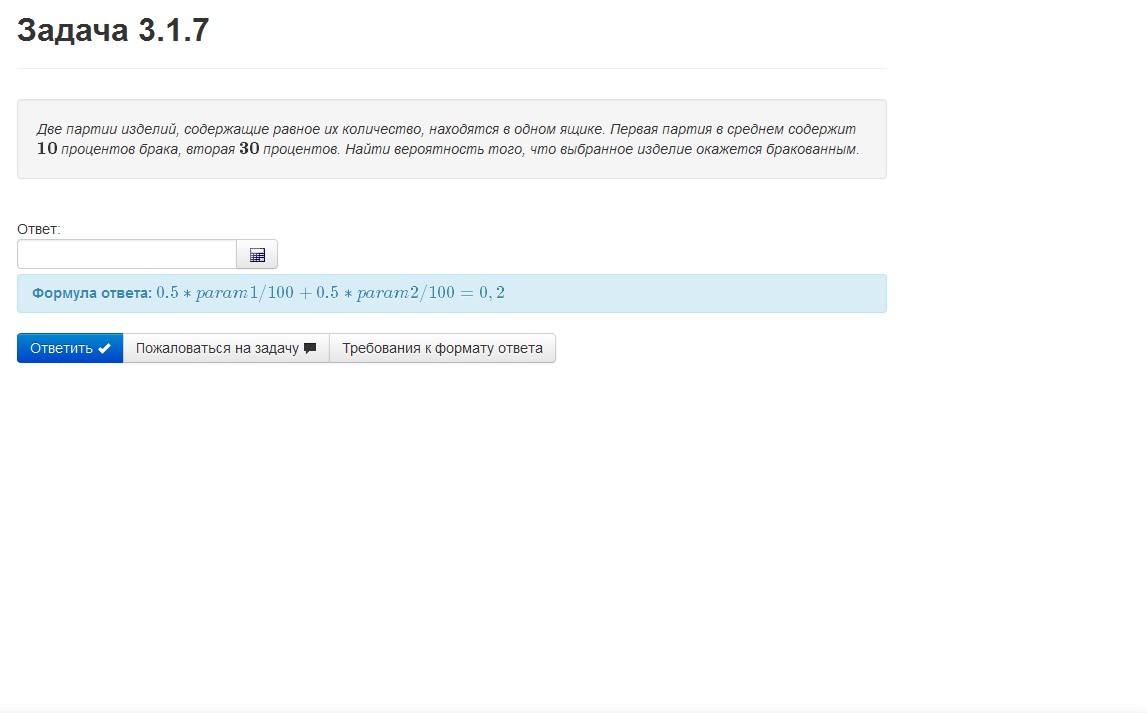 Задача 3.1.7
Две партии изделий, содержащие равное их количество, находятся в одном ящике. Первая партия в среднем содержит
10 процентов брака, вторая 30 процентов. Найти вероятность того, что выбранное изделие окажется бракованным.
Ответ:
Формула ответа: 0.5 * param1/100 + 0.5 * param2/100 = 0,2
Ответить Пожаловаться на задачу Требования к формату ответа